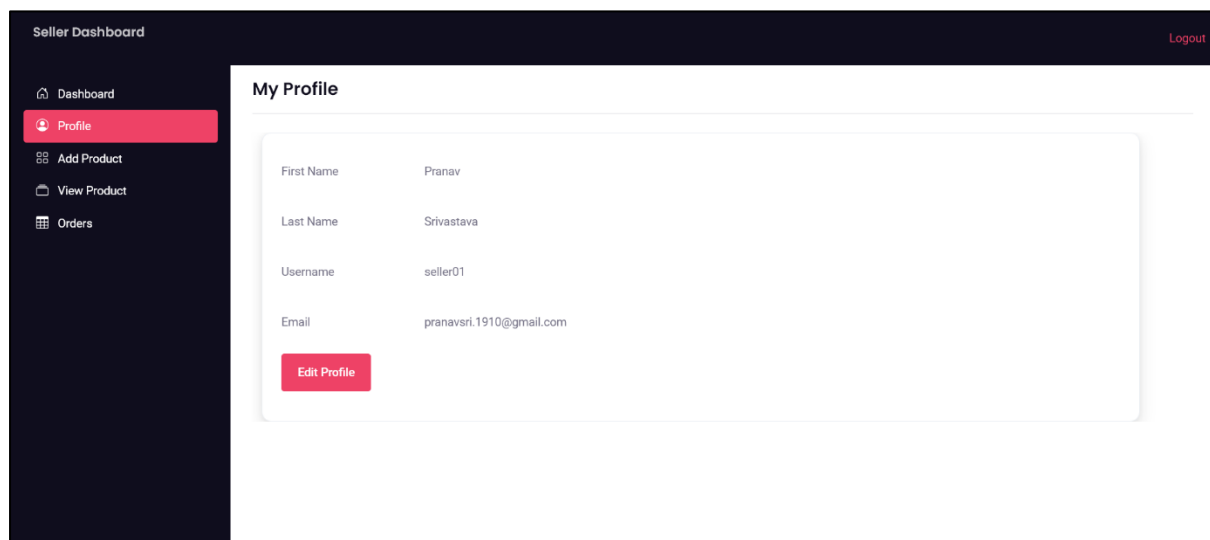 Seller Dashboard
Logout
Dashboard
Profile
Add Product
View Product
Orders
My Profile
First Name Pranav
Last Name Srivastava
Username seller01
Email pranavsri.1910@gmail.com
Edit Profile